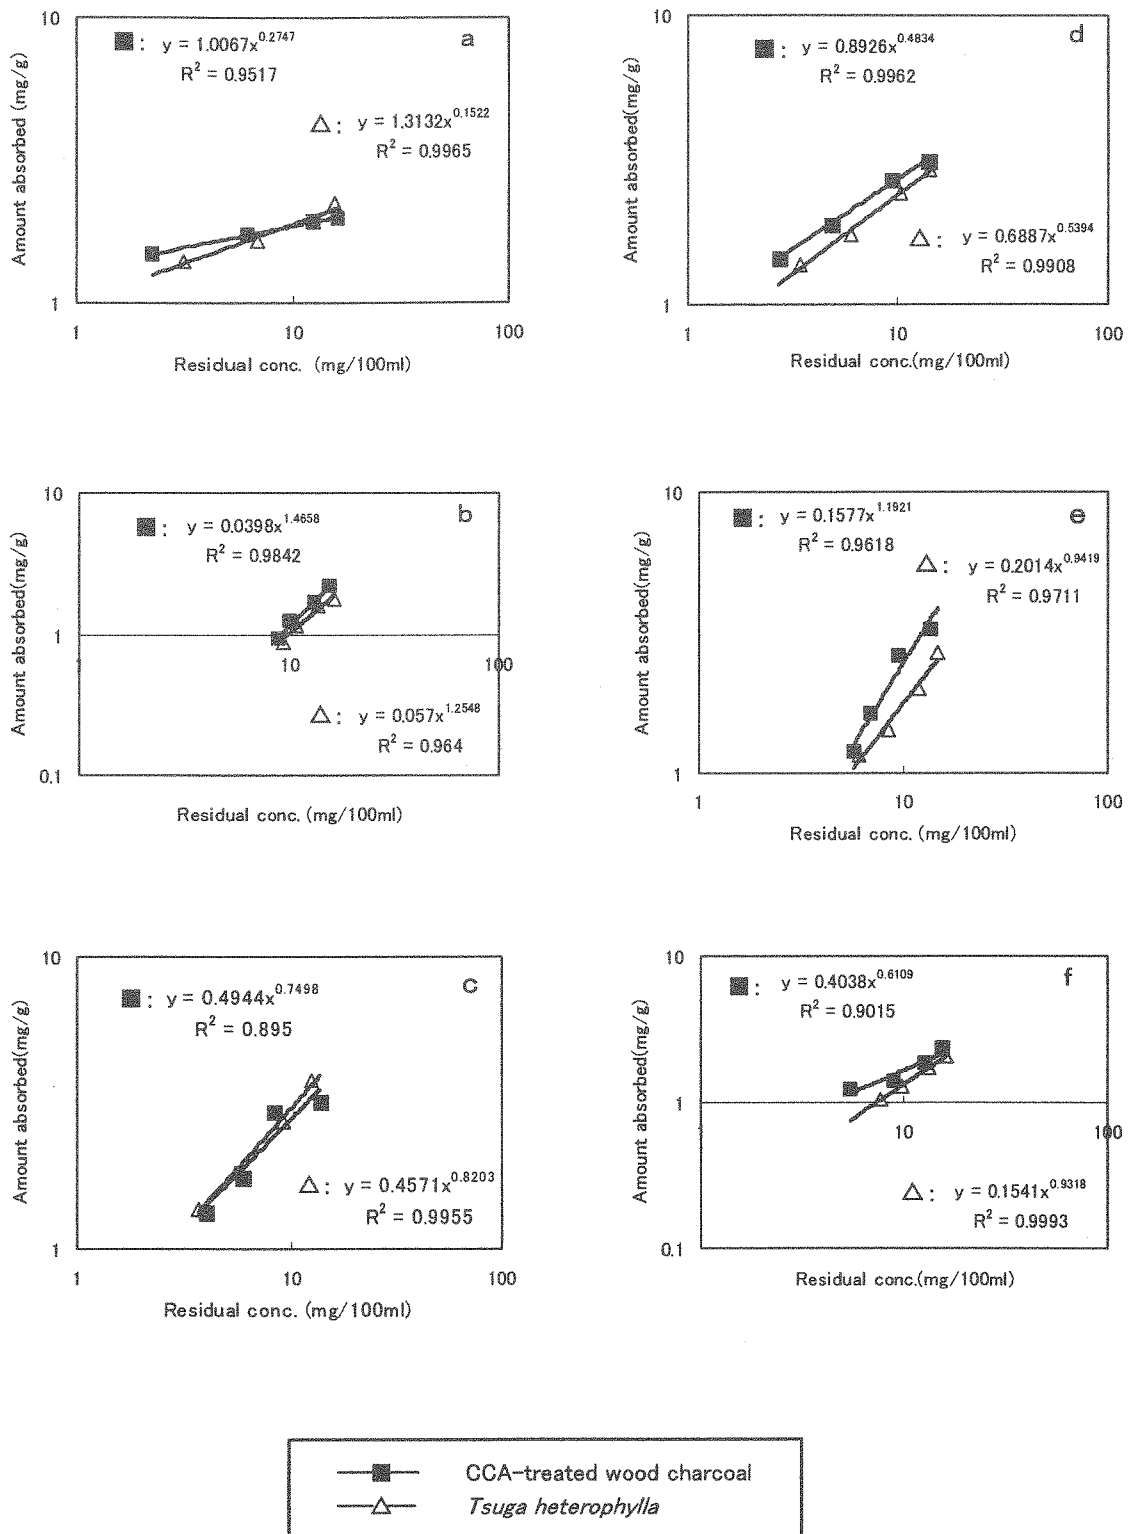 10
a
■: y = 1.0067x^0.2747
R² = 0.9517
△: y = 1.3132x^0.1522
R² = 0.9965
Amount absorbed (mg/g)
1
1 10 100
Residual conc. (mg/100ml)
10
d
■: y = 0.8926x^0.4834
R² = 0.9962
△: y = 0.6887x^0.5394
R² = 0.9908
Amount absorbed(mg/g)
1
1 10 100
Residual conc.(mg/100ml)
10
b
■: y = 0.0398x^1.4658
R² = 0.9842
Amount absorbed(mg/g)
1
1 10 100
△: y = 0.057x^1.2548
R² = 0.964
0.1
Residual conc. (mg/100ml)
10
e
■: y = 0.1577x^1.1921
R² = 0.9618
△: y = 0.2014x^0.9419
R² = 0.9711
Amount absorbed(mg/g)
1
1 10 100
Residual conc. (mg/100ml)
10
c
■: y = 0.4944x^0.7498
R² = 0.895
Amount absorbed(mg/g)
△: y = 0.4571x^0.8203
R² = 0.9955
1
1 10 100
Residual conc. (mg/100ml)
10
f
■: y = 0.4038x^0.6109
R² = 0.9015
Amount absorbed(mg/g)
1
10 100
△: y = 0.1541x^0.9318
R² = 0.9993
0.1
Residual conc.(mg/100ml)
CCA-treated wood charcoal
Tsuga heterophylla